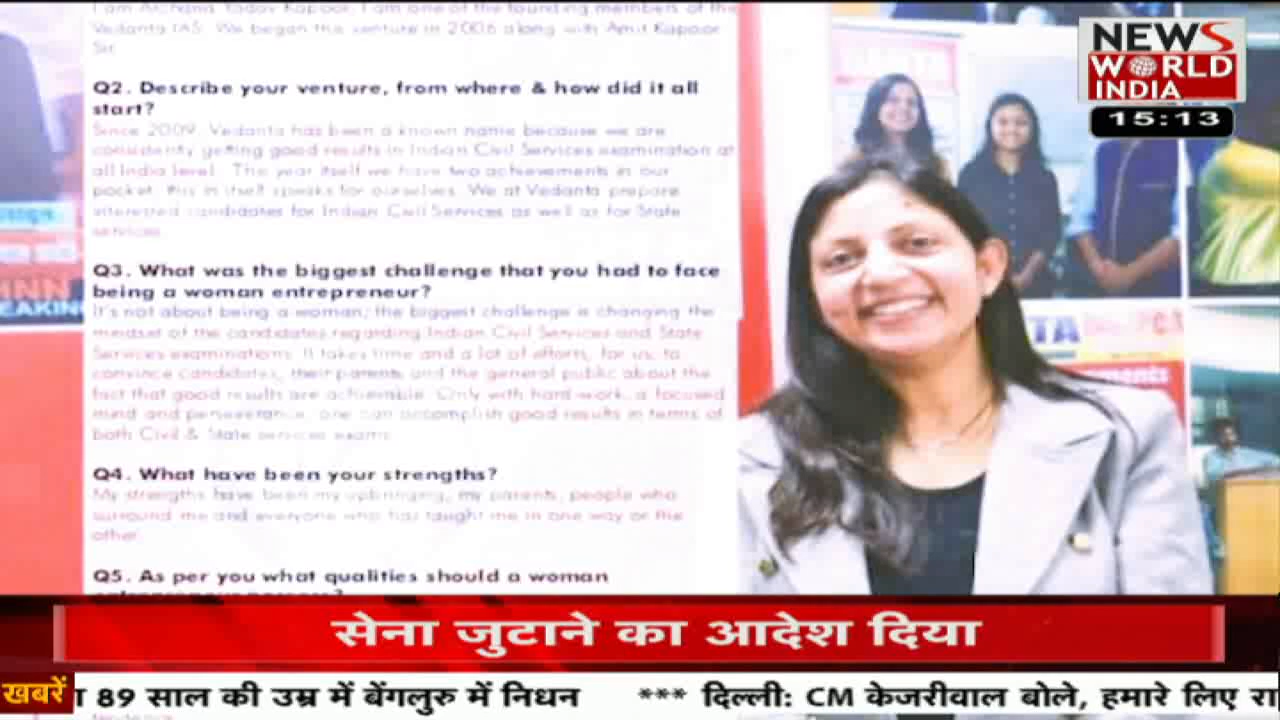 I am Archana Yadav Kapoor, I am one of the founding members of the
Vedanta IAS. We began this venture in 2006 along with Amit Kapoor
Sir.
Q2. Describe your venture, from where & how did it all
start?
Since 2009, Vedanta has been a known name because we are
consistently getting good results in Indian Civil Services examination at
all India level. The year itself we have two achievements in our
pocket, this in itself speaks for ourselves. We at Vedanta prepare
interested candidates for Indian Civil Services as well as for State
services.
Q3. What was the biggest challenge that you had to face
being a woman entrepreneur?
It's not about being a woman; the biggest challenge is changing the
mindset of the candidates regarding Indian Civil Services and State
Services examinations. It takes time and a lot of efforts, for us, to
convince candidates, their parents and the general public about the
fact that good results are achievable. Only with hard work, a focused
mind and perseverance, one can accomplish good results in terms of
both Civil & State services exams.
Q4. What have been your strengths?
My strengths have been my upbringing, my parents, people who
surround me and everyone who has taught me in one way or the
other.
Q5. As per you what qualities should a woman
NEWS
WORLD
INDIA
15:13
HNN
EAKIN
TA
सेना जुटाने का आदेश दिया
खबरें 89 साल की उम्र में बेंगलुरु में निधन *** दिल्ली: CM केजरीवाल बोले, हमारे लिए रा